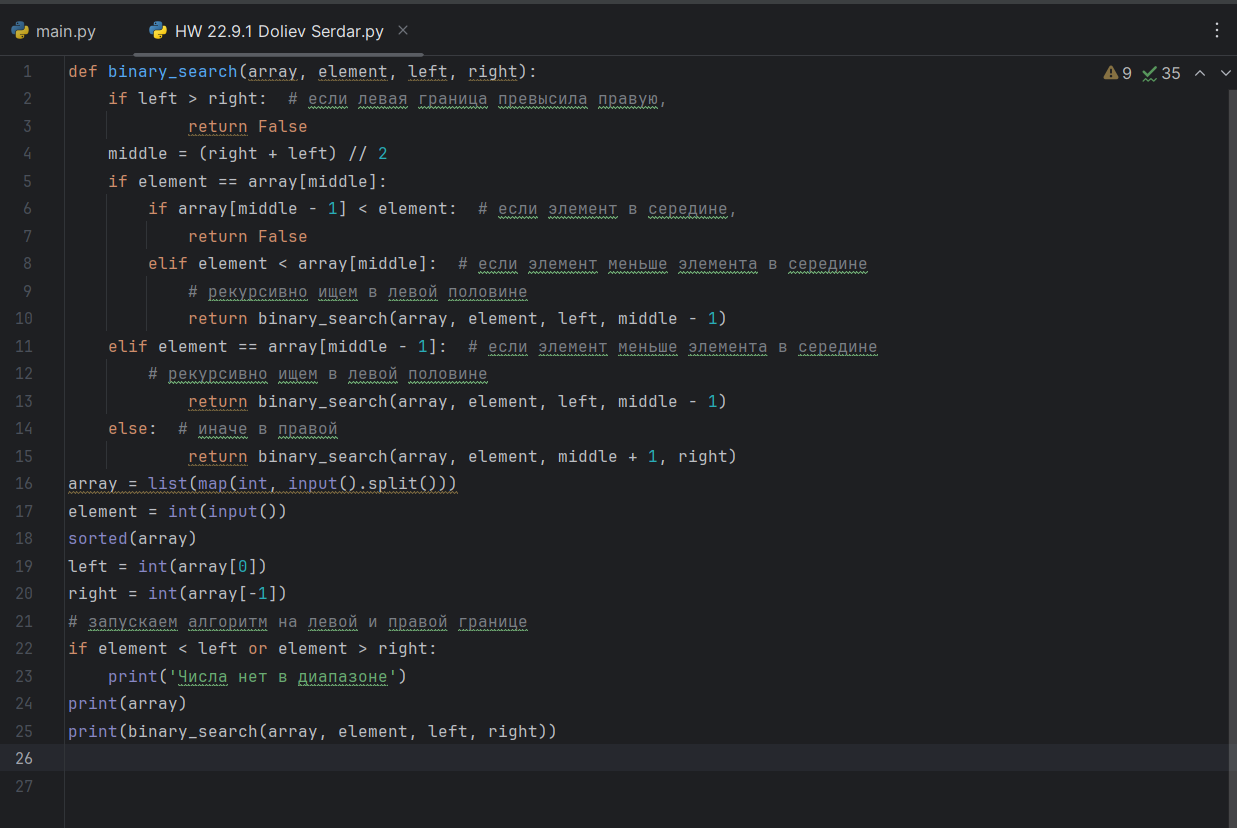 main.py HW 22.9.1 Doliev Serdar.py
9 35
1 def binary_search(array, element, left, right):
2 if left > right:  # если левая граница превысила правую,
3 return False
4 middle = (right + left) // 2
5 if element == array[middle]:
6 if array[middle - 1] < element:  # если элемент в середине,
7 return False
8 elif element < array[middle]:  # если элемент меньше элемента в середине
9 # рекурсивно ищем в левой половине
10 return binary_search(array, element, left, middle - 1)
11 elif element == array[middle - 1]:  # если элемент меньше элемента в середине
12 # рекурсивно ищем в левой половине
13 return binary_search(array, element, left, middle - 1)
14 else:  # иначе в правой
15 return binary_search(array, element, middle + 1, right)
16 array = list(map(int, input().split()))
17 element = int(input())
18 sorted(array)
19 left = int(array[0])
20 right = int(array[-1])
21 # запускаем алгоритм на левой и правой границе
22 if element < left or element > right:
23 print('Числа нет в диапазоне')
24 print(array)
25 print(binary_search(array, element, left, right))
26
27